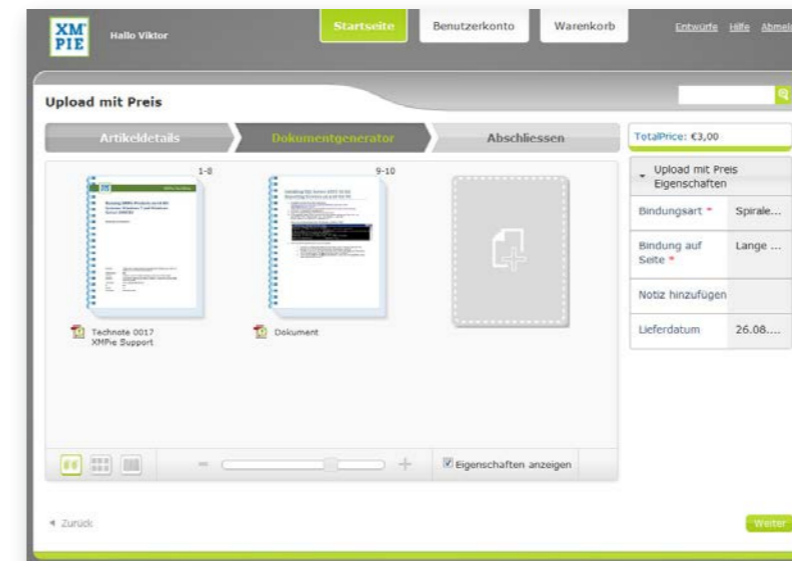 XM
PIE
Hallo Viktor
Startseite
Benutzerkonto
Warenkorb
Entwürfe Hilfe Abmeld
Upload mit Preis
Artikeldetails
Dokumentgenerator
Abschliessen
TotalPrice: €3,00
1-8
9-10
Upload mit Preis
Eigenschaften
Bindungsart * Spirale...
Bindung auf
Seite * Lange ...
Notiz hinzufügen
Lieferdatum 26.08....
Technote 0017
XMPie Support
Dokument
Eigenschaften anzeigen
Zurück
Weiter